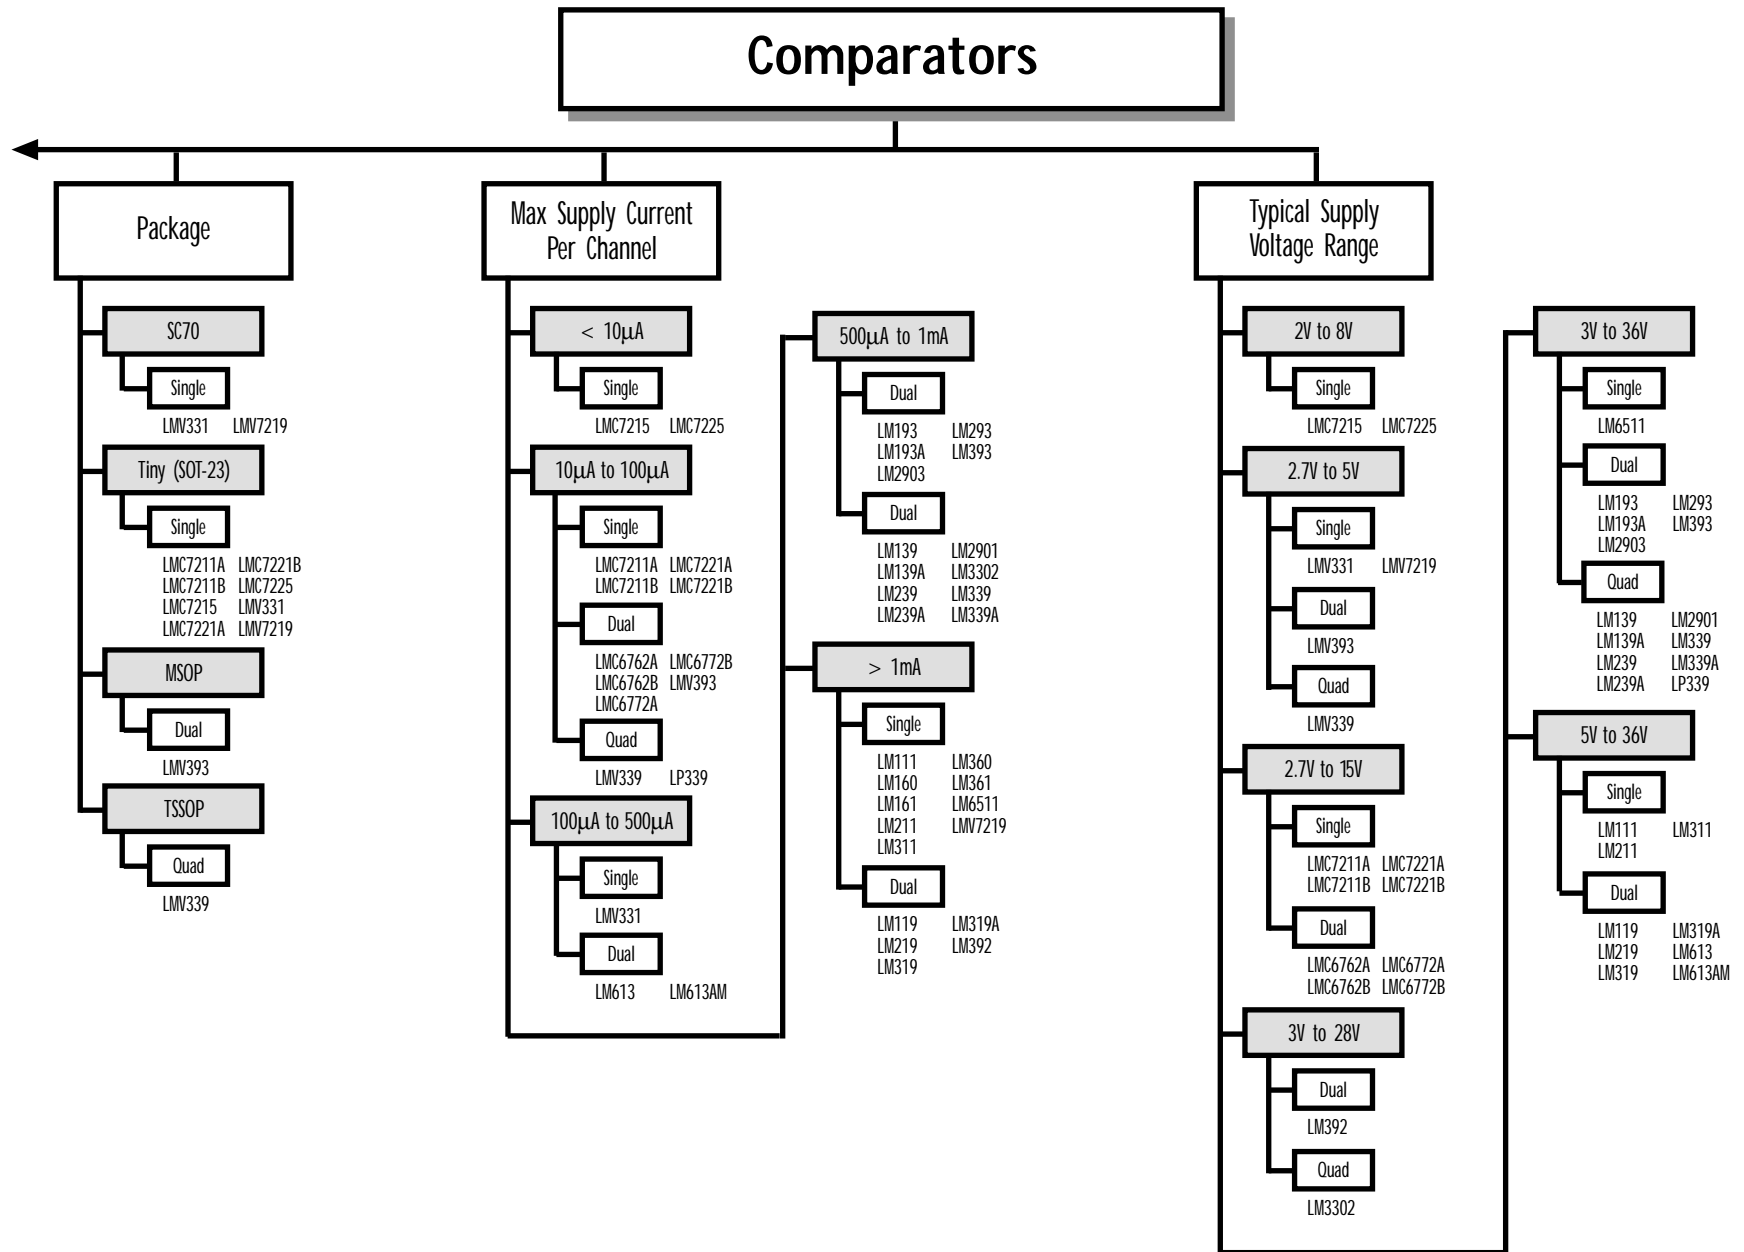 Comparators
Package
SC70
Single
LMV331 LMV7219
Tiny (SOT-23)
Single
LMC7211A LMC7221B
LMC7211B LMC7225
LMC7215 LMV331
LMC7221A LMV7219
MSOP
Dual
LMV393
TSSOP
Quad
LMV339
Max Supply Current
Per Channel
< 10µA
Single
LMC7215 LMC7225
10µA to 100µA
Single
LMC7211A LMC7221A
LMC7211B LMC7221B
Dual
LMC6762A LMC6772B
LMC6762B LMV393
LMC6772A
Quad
LMV339 LP339
100µA to 500µA
Single
LMV331
Dual
LM613 LM613AM
500µA to 1mA
Dual
LM193 LM293
LM193A LM393
LM2903
Dual
LM139 LM2901
LM139A LM3302
LM239 LM339
LM239A LM339A
> 1mA
Single
LM111 LM360
LM160 LM361
LM161 LM6511
LM211 LMV7219
LM311
Dual
LM119 LM319A
LM219 LM392
LM319
Typical Supply
Voltage Range
2V to 8V
Single
LMC7215 LMC7225
2.7V to 5V
Single
LMV331 LMV7219
Dual
LMV393
Quad
LMV339
2.7V to 15V
Single
LMC7211A LMC7221A
LMC7211B LMC7221B
Dual
LMC6762A LMC6772A
LMC6762B LMC6772B
3V to 28V
Dual
LM392
Quad
LM3302
3V to 36V
Single
LM6511
Dual
LM193 LM293
LM193A LM393
LM2903
Quad
LM139 LM2901
LM139A LM339
LM239 LM339A
LM239A LP339
5V to 36V
Single
LM111 LM311
LM211
Dual
LM119 LM319A
LM219 LM613
LM319 LM613AM